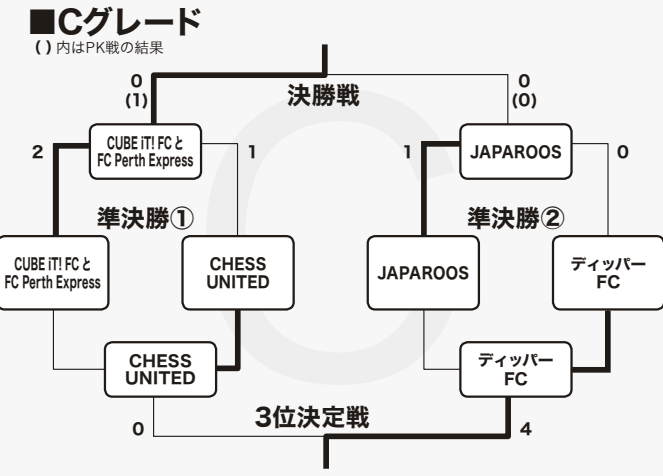 ■Cグレード
( ) 内はPK戦の結果
0
(1)
決勝戦
0
(0)
2
CUBE iT! FC と
FC Perth Express
1
1
JAPAROOS
0
準決勝①
準決勝②
CUBE iT! FC と
FC Perth Express
CHESS
UNITED
JAPAROOS
ディッパー
FC
CHESS
UNITED
ディッパー
FC
0
3位決定戦
4
C